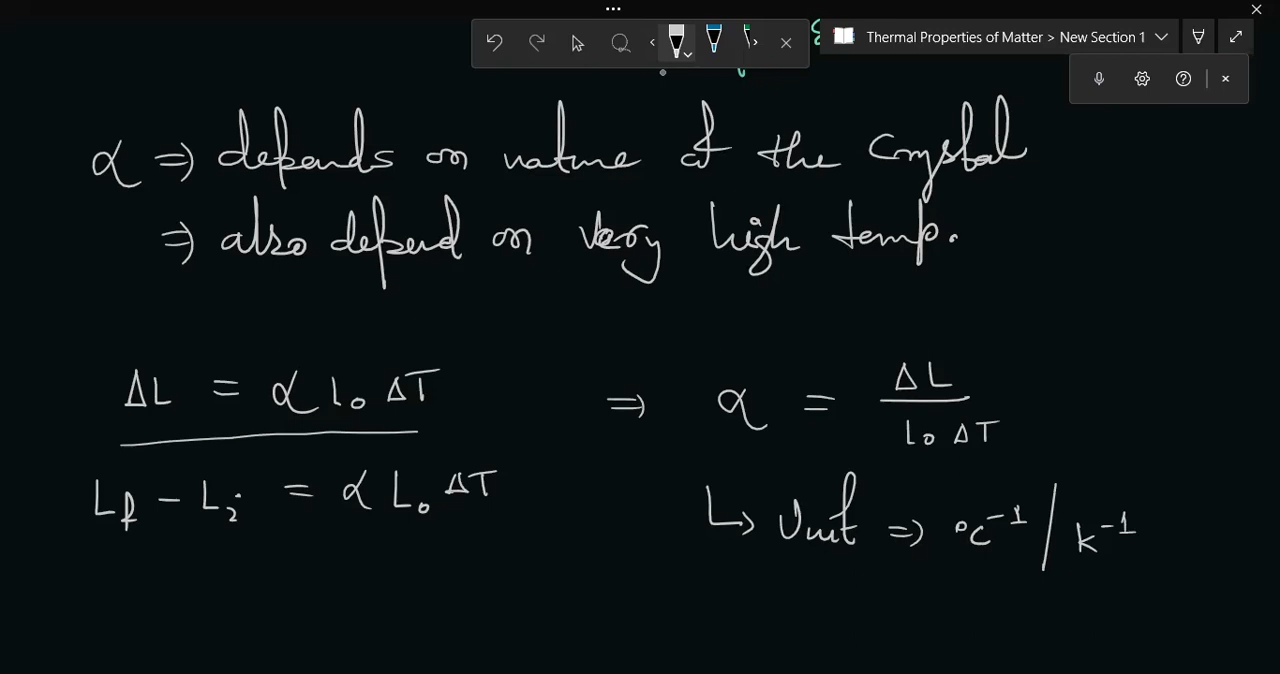 Thermal Properties of Matter > New Section 1
α ⇒ depends on nature of the crystal
⇒ also depend on very high temp.
ΔL = α L₀ ΔT ⇒ α = ΔL / L₀ ΔT
Lf - Li = α L₀ ΔT
↳ Unit ⇒ °C⁻¹ / K⁻¹